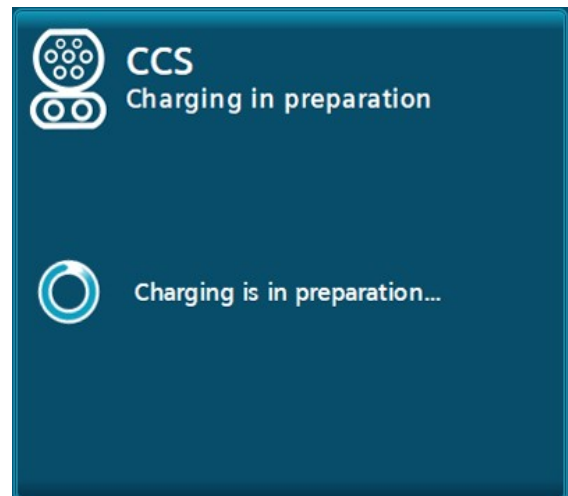 CCS
Charging in preparation
Charging is in preparation...